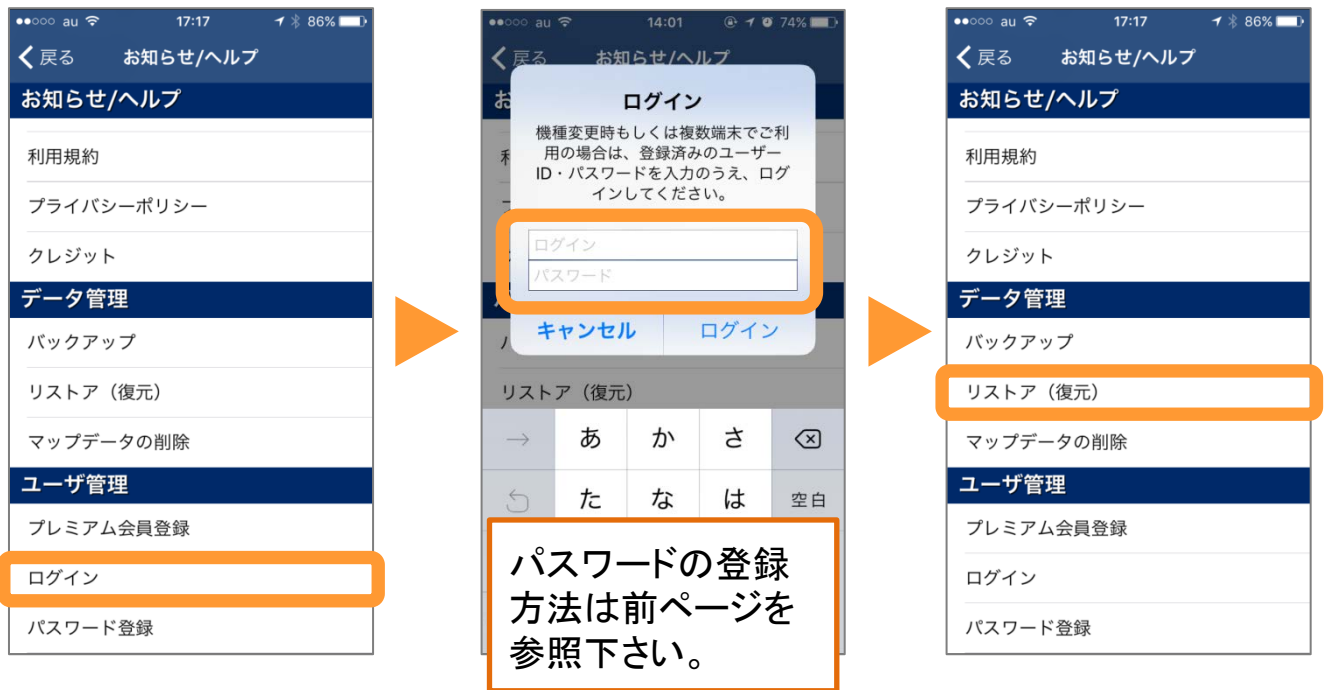 au 17:17 86%
戻る お知らせ/ヘルプ
お知らせ/ヘルプ
利用規約
プライバシーポリシー
クレジット
データ管理
バックアップ
リストア（復元）
マップデータの削除
ユーザ管理
プレミアム会員登録
ログイン
パスワード登録
au 14:01 74%
戻る お知らせ/ヘルプ
お
ログイン
機種変更時もしくは複数端末でご利
用の場合は、登録済みのユーザー
ID・パスワードを入力のうえ、ログ
インしてください。
ログイン
パスワード
キャンセル ログイン
リストア（復元）
→ あ か さ
た な は 空白
パスワードの登録
方法は前ページを
参照下さい。
au 17:17 86%
戻る お知らせ/ヘルプ
お知らせ/ヘルプ
利用規約
プライバシーポリシー
クレジット
データ管理
バックアップ
リストア（復元）
マップデータの削除
ユーザ管理
プレミアム会員登録
ログイン
パスワード登録